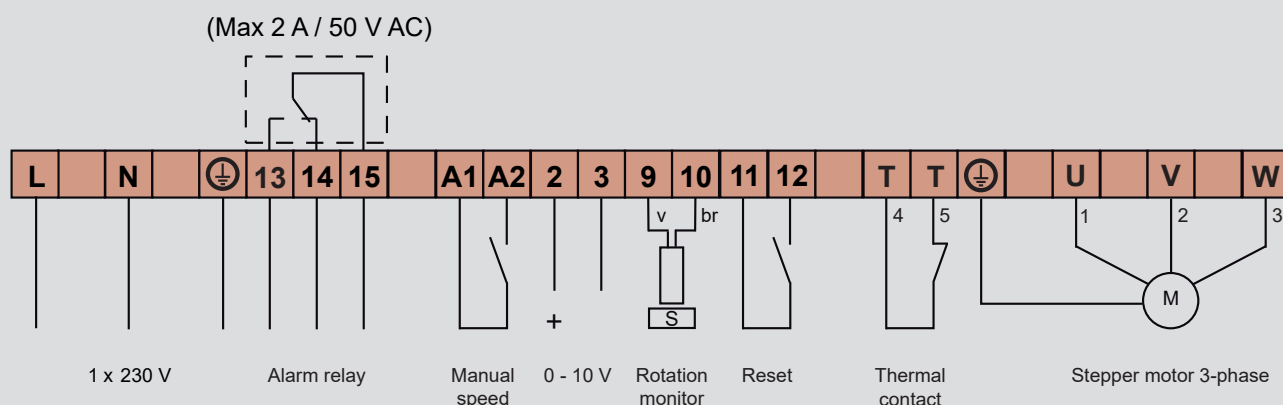 (Max 2 A / 50 V AC)
L N 13 14 15 A1 A2 2 3 9 10 11 12 T T U V W
v br 4 5 1 2 3
M
S
+
1 x 230 V Alarm relay Manual 0 - 10 V Rotation Reset Thermal Stepper motor 3-phase
speed monitor contact